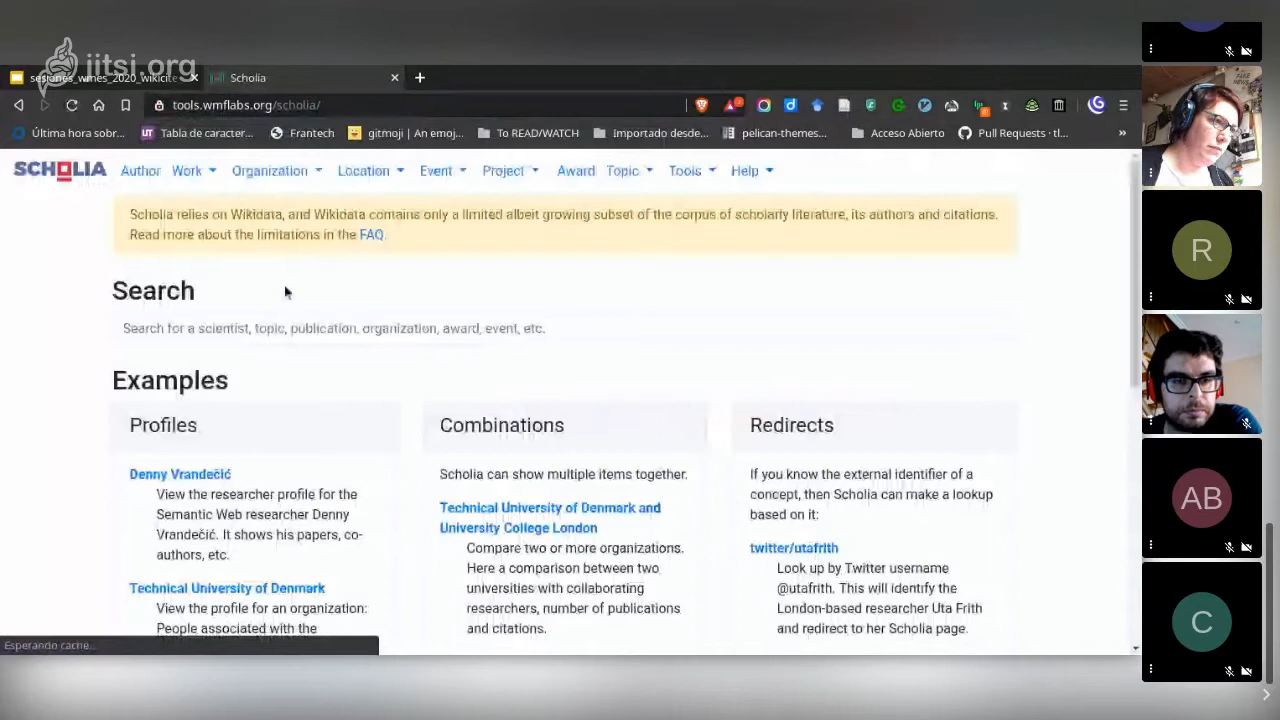 jitsi.org
sesiones_wmes_2020_wikicite
Scholia
tools.wmflabs.org/scholia/
Última hora sobr...
Tabla de caracter...
Frantech
gitmoji | An emoj...
To READ/WATCH
Importado desde...
pelican-themes...
Acceso Abierto
Pull Requests · tl...
»
SCHOLIA Author Work Organization Location Event Project Award Topic Tools Help
Scholia relies on Wikidata, and Wikidata contains only a limited albeit growing subset of the corpus of scholarly literature, its authors and citations.
Read more about the limitations in the FAQ.
Search
Search for a scientist, topic, publication, organization, award, event, etc.
Examples
Profiles
Denny Vrandečić
View the researcher profile for the
Semantic Web researcher Denny
Vrandečić. It shows his papers, co-
authors, etc.
Technical University of Denmark
View the profile for an organization:
People associated with the
Combinations
Scholia can show multiple items together.
Technical University of Denmark and
University College London
Compare two or more organizations.
Here a comparison between two
universities with collaborating
researchers, number of publications
and citations.
Redirects
If you know the external identifier of a
concept, then Scholia can make a lookup
based on it:
twitter/utafrith
Look up by Twitter username
@utafrith. This will identify the
London-based researcher Uta Frith
and redirect to her Scholia page.
Esperando cache...
R
AB
C